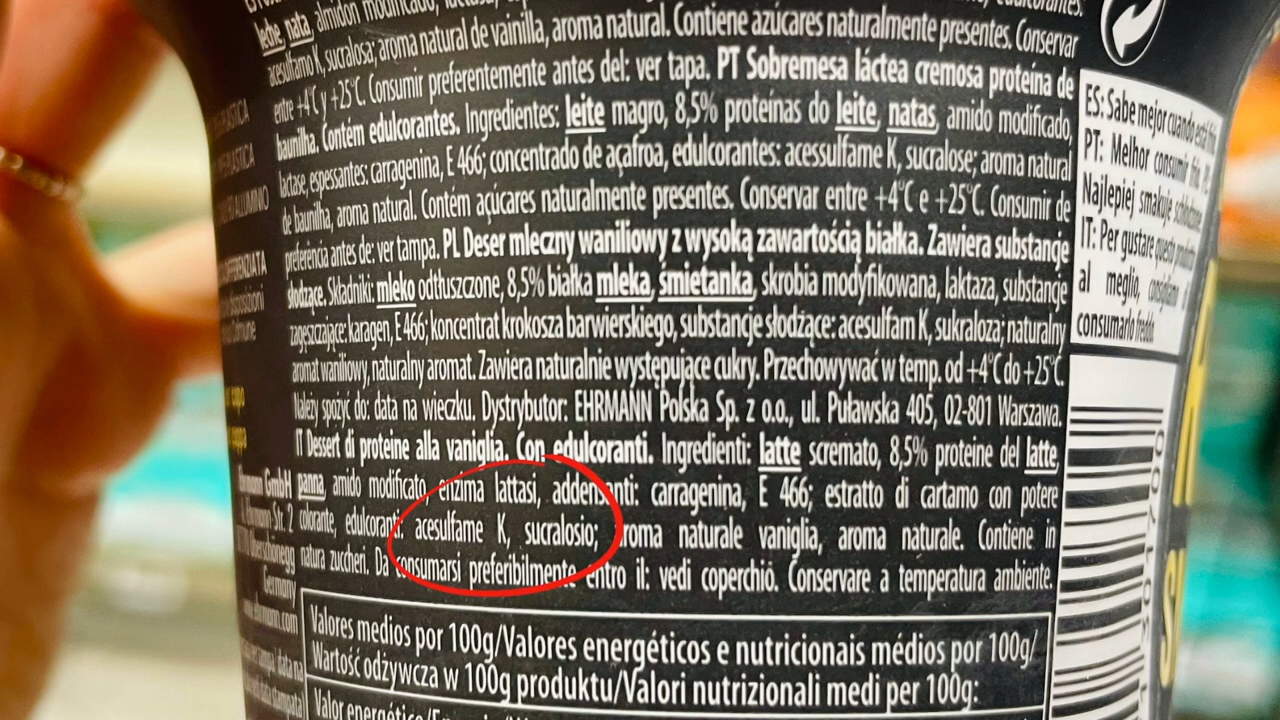 leche, nata, almidón modificado,
acesulfamo K, sucralosa; aroma natural de vainilla, aroma natural. Contiene azúcares naturalmente presentes. Conservar
entre +4°C y +25°C. Consumir preferentemente antes del: ver tapa. PT Sobremesa láctea cremosa proteína de
baunilha. Contém edulcorantes. Ingredientes: leite magro, 8,5% proteínas do leite, natas, amido modificado,
lactase, espessantes: carragenina, E 466; concentrado de açafroa, edulcorantes: acessulfame K, sucralose; aroma natural
de baunilha, aroma natural. Contém açúcares naturalmente presentes. Conservar entre +4°C e +25°C. Consumir de
preferência antes de: ver tampa. PL Deser mleczny waniliowy z wysoką zawartością białka. Zawiera substancje
słodzące. Składniki: mleko odtłuszczone, 8,5% białka mleka, śmietanka, skrobia modyfikowana, laktaza, substancje
zagęszczające: karagen, E 466; koncentrat krokosza barwierskiego, substancje słodzące: acesulfam K, sukraloza; naturalny
aromat waniliowy, naturalny aromat. Zawiera naturalnie występujące cukry. Przechowywać w temp. od +4°C do +25°C.
Należy spożyć do: data na wieczku. Dystrybutor: EHRMANN Polska Sp. z o.o., ul. Puławska 405, 02-801 Warszawa.
IT Dessert di proteine alla vaniglia. Con edulcoranti. Ingredienti: latte scremato, 8,5% proteine del latte,
panna, amido modificato, enzima lattasi, addensanti: carragenina, E 466; estratto di cartamo con potere
colorante, edulcoranti: acesulfame K, sucralosio; aroma naturale vaniglia, aroma naturale. Contiene in
natura zuccheri. Da consumarsi preferibilmente entro il: vedi coperchio. Conservare a temperatura ambiente.
Valores medios por 100g/Valores energéticos e nutricionais médios por 100g/
Wartość odżywcza w 100g produktu/Valori nutrizionali medi per 100g:
ES: Sabe mejor cuando está
PT: Melhor consumir frio.
Najlepiej smakuje schłodzone.
IT: Per gustare questo prodotto
al meglio, consigliamo
consumarlo freddo.
GmbH
Str. 2
Germany